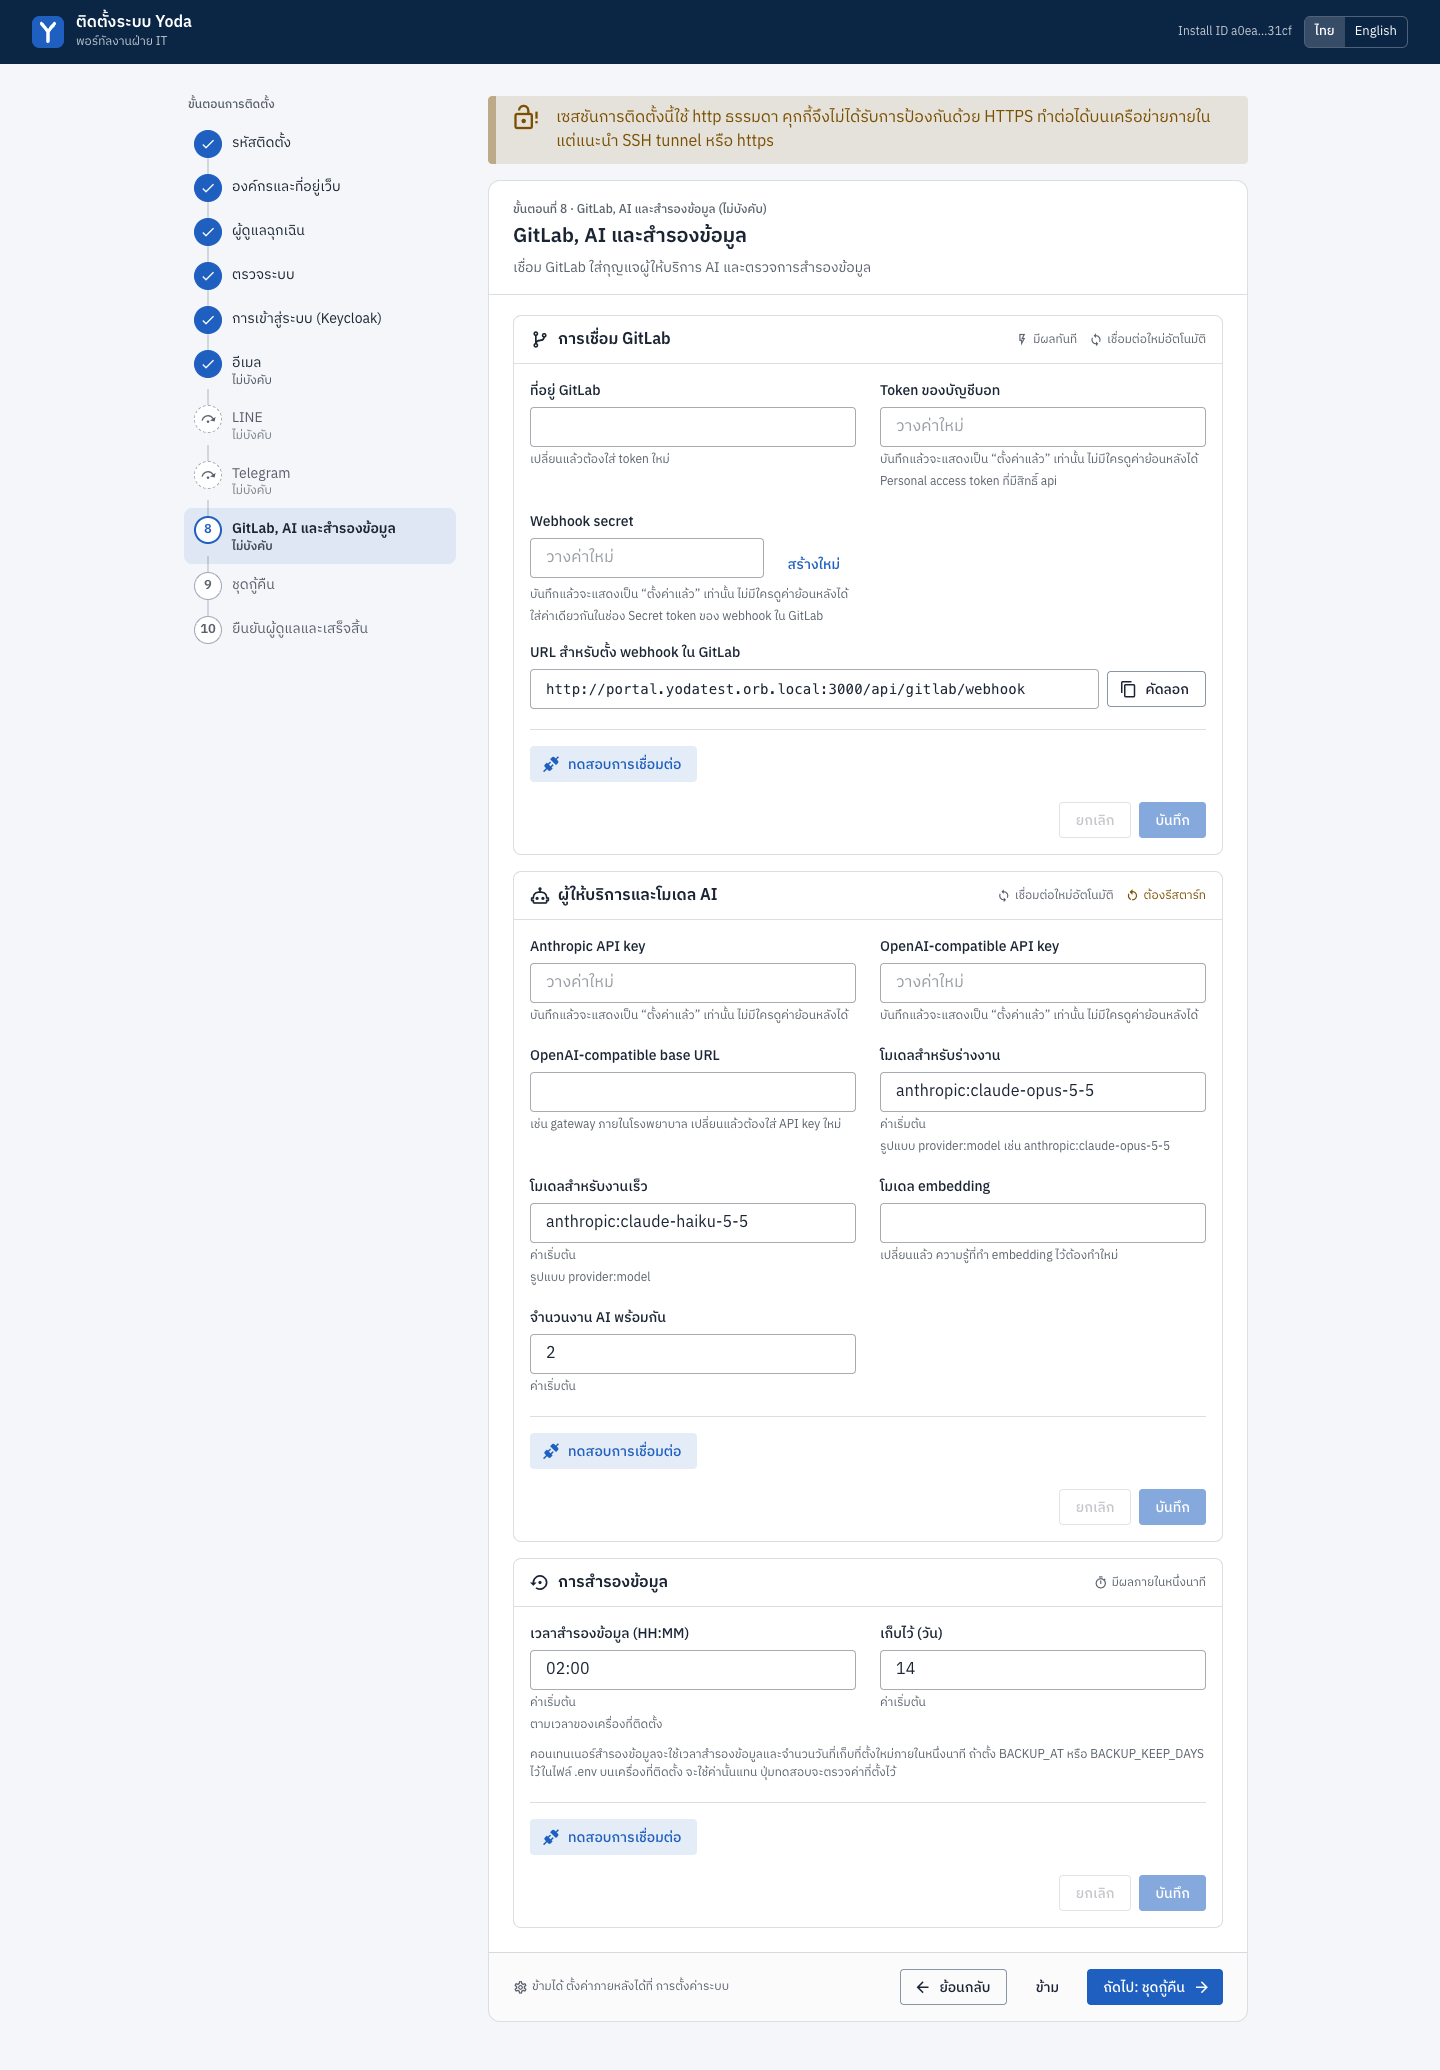 ติดตั้งระบบ Yoda
พอร์ทัลงานฝ่าย IT
Install ID a0ea…31cf
ไทย
English
ขั้นตอนการติดตั้ง
รหัสติดตั้ง
องค์กรและที่อยู่เว็บ
ผู้ดูแลฉุกเฉิน
ตรวจระบบ
การเข้าสู่ระบบ (Keycloak)
อีเมล
ไม่บังคับ
LINE
ไม่บังคับ
Telegram
ไม่บังคับ
8
GitLab, AI และสำรองข้อมูล
ไม่บังคับ
9
ชุดกู้คืน
10
ยืนยันผู้ดูแลและเสร็จสิ้น
เซสชันการติดตั้งนี้ใช้ http ธรรมดา คุกกี้จึงไม่ได้รับการป้องกันด้วย HTTPS ทำต่อได้บนเครือข่ายภายใน
แต่แนะนำ SSH tunnel หรือ https
ขั้นตอนที่ 8 · GitLab, AI และสำรองข้อมูล (ไม่บังคับ)
GitLab, AI และสำรองข้อมูล
เชื่อม GitLab ใส่กุญแจผู้ให้บริการ AI และตรวจการสำรองข้อมูล
การเชื่อม GitLab
มีผลทันที
เชื่อมต่อใหม่อัตโนมัติ
ที่อยู่ GitLab
Token ของบัญชีบอท
วางค่าใหม่
เปลี่ยนแล้วต้องใส่ token ใหม่
บันทึกแล้วจะแสดงเป็น “ตั้งค่าแล้ว” เท่านั้น ไม่มีใครดูค่าย้อนหลังได้
Personal access token ที่มีสิทธิ์ api
Webhook secret
วางค่าใหม่
สร้างใหม่
บันทึกแล้วจะแสดงเป็น “ตั้งค่าแล้ว” เท่านั้น ไม่มีใครดูค่าย้อนหลังได้
ใส่ค่าเดียวกันในช่อง Secret token ของ webhook ใน GitLab
URL สำหรับตั้ง webhook ใน GitLab
http://portal.yodatest.orb.local:3000/api/gitlab/webhook
คัดลอก
ทดสอบการเชื่อมต่อ
ยกเลิก
บันทึก
ผู้ให้บริการและโมเดล AI
เชื่อมต่อใหม่อัตโนมัติ
ต้องรีสตาร์ท
Anthropic API key
OpenAI-compatible API key
วางค่าใหม่
วางค่าใหม่
บันทึกแล้วจะแสดงเป็น “ตั้งค่าแล้ว” เท่านั้น ไม่มีใครดูค่าย้อนหลังได้
บันทึกแล้วจะแสดงเป็น “ตั้งค่าแล้ว” เท่านั้น ไม่มีใครดูค่าย้อนหลังได้
OpenAI-compatible base URL
โมเดลสำหรับร่างงาน
anthropic:claude-opus-5-5
เช่น gateway ภายในโรงพยาบาล เปลี่ยนแล้วต้องใส่ API key ใหม่
ค่าเริ่มต้น
รูปแบบ provider:model เช่น anthropic:claude-opus-5-5
โมเดลสำหรับงานเร็ว
โมเดล embedding
anthropic:claude-haiku-5-5
ค่าเริ่มต้น
รูปแบบ provider:model
เปลี่ยนแล้ว ความรู้ที่ทำ embedding ไว้ต้องทำใหม่
จำนวนงาน AI พร้อมกัน
2
ค่าเริ่มต้น
ทดสอบการเชื่อมต่อ
ยกเลิก
บันทึก
การสำรองข้อมูล
มีผลภายในหนึ่งนาที
เวลาสำรองข้อมูล (HH:MM)
เก็บไว้ (วัน)
02:00
14
ค่าเริ่มต้น
ค่าเริ่มต้น
ตามเวลาของเครื่องที่ติดตั้ง
คอนเทนเนอร์สำรองข้อมูลจะใช้เวลาสำรองข้อมูลและจำนวนวันที่เก็บที่ตั้งใหม่ภายในหนึ่งนาที ถ้าตั้ง BACKUP_AT หรือ BACKUP_KEEP_DAYS
ไว้ในไฟล์ .env บนเครื่องที่ติดตั้ง จะใช้ค่านั้นแทน ปุ่มทดสอบจะตรวจค่าที่ตั้งไว้
ทดสอบการเชื่อมต่อ
ยกเลิก
บันทึก
ข้ามได้ ตั้งค่าภายหลังได้ที่ การตั้งค่าระบบ
ย้อนกลับ
ข้าม
ถัดไป: ชุดกู้คืน